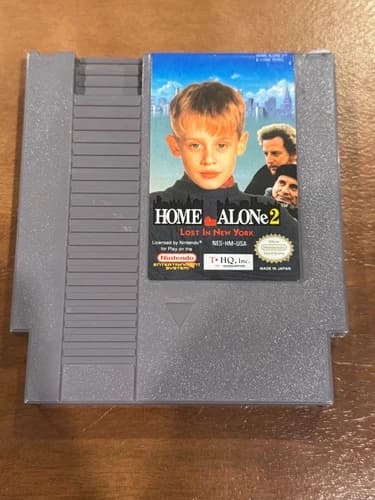 HOME ALONe 2
LOST IN NEW YORK
Licensed by Nintendo™
for Play on the
NES-HM-USA
Nintendo
ENTERTAINMENT
SYSTEM®
T•HQ, Inc.
MADE IN JAPAN